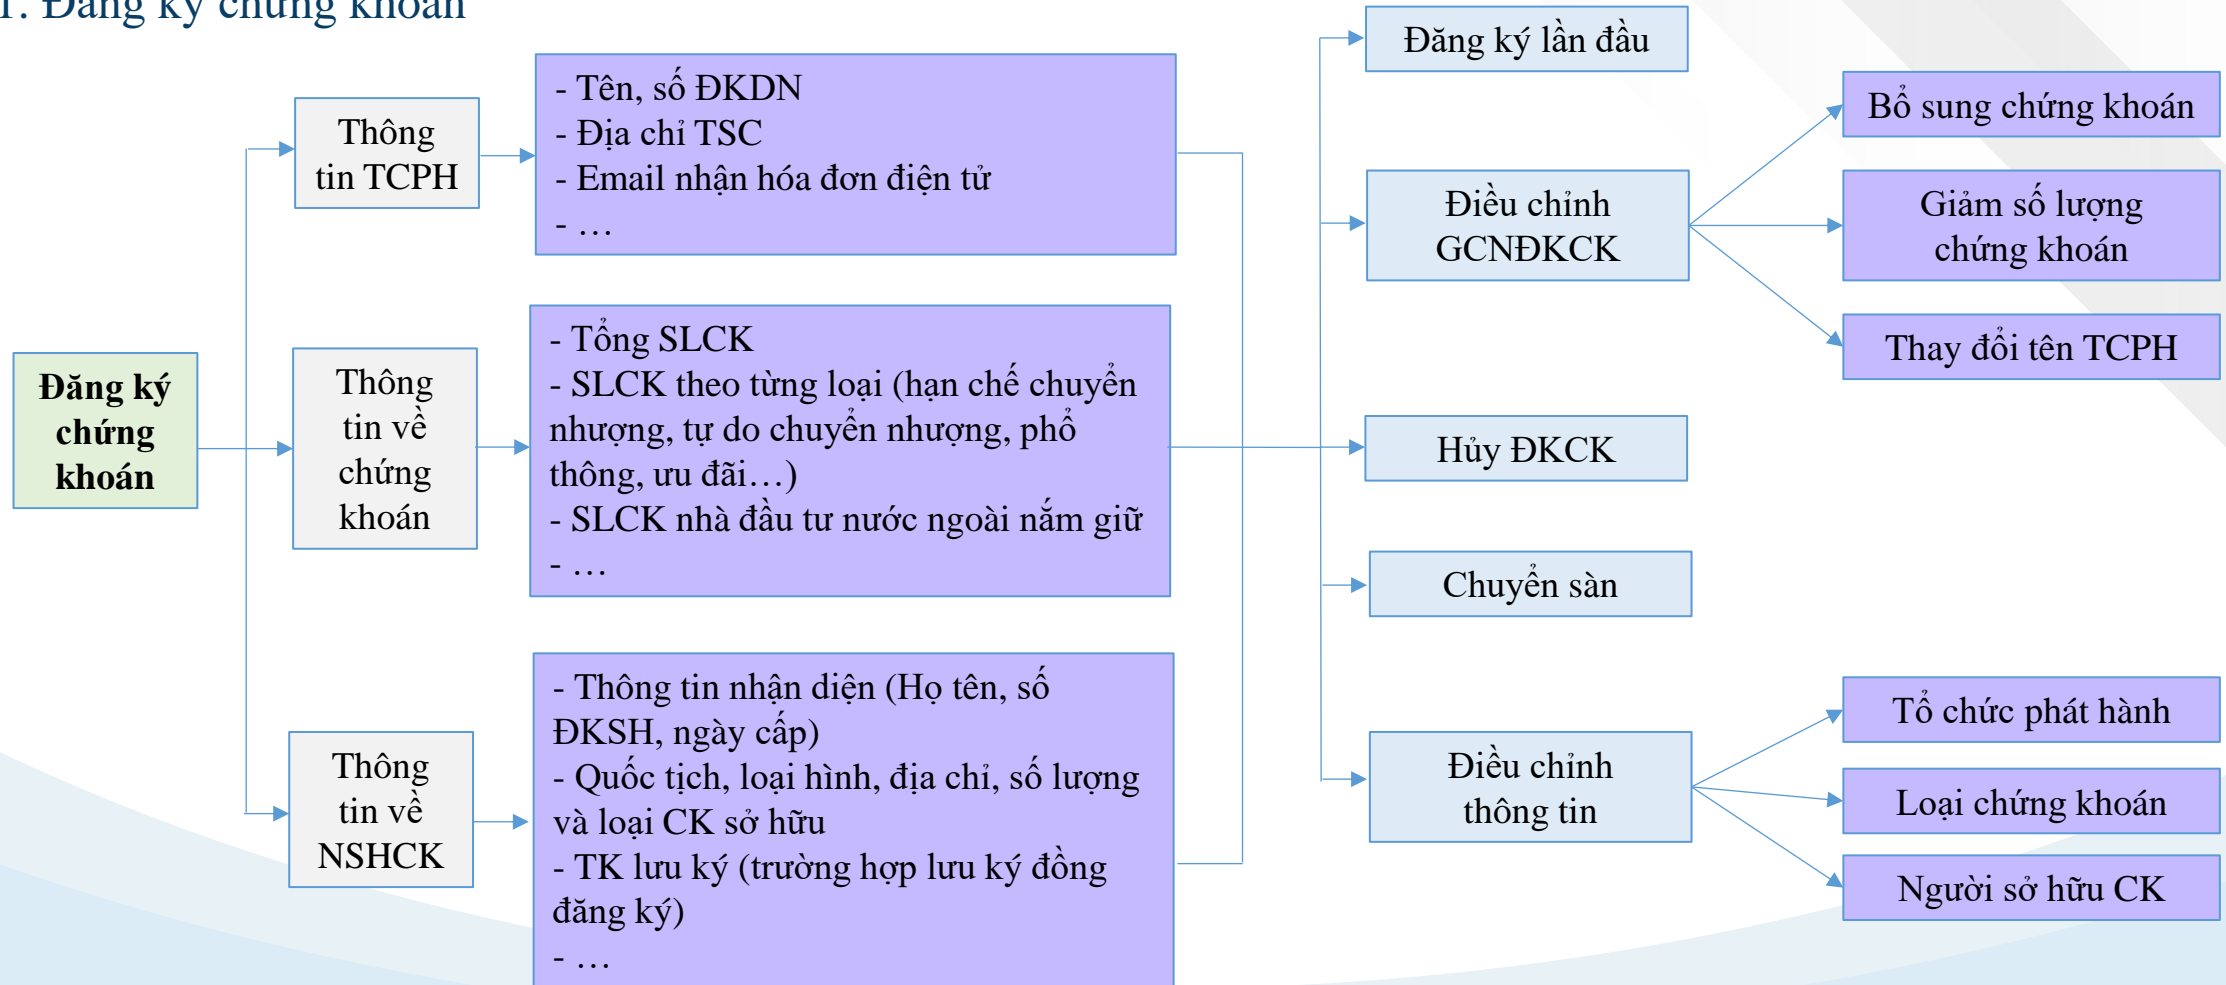 1. Đăng ký chứng khoán
Đăng ký
chứng
khoán
Thông
tin TCPH
- Tên, số ĐKDN
- Địa chỉ TSC
- Email nhận hóa đơn điện tử
- …
Thông
tin về
chứng
khoán
- Tổng SLCK
- SLCK theo từng loại (hạn chế chuyển
nhượng, tự do chuyển nhượng, phổ
thông, ưu đãi…)
- SLCK nhà đầu tư nước ngoài nắm giữ
- …
Thông
tin về
NSHCK
- Thông tin nhận diện (Họ tên, số
ĐKSH, ngày cấp)
- Quốc tịch, loại hình, địa chỉ, số lượng
và loại CK sở hữu
- TK lưu ký (trường hợp lưu ký đồng
đăng ký)
- …
Đăng ký lần đầu
Điều chỉnh
GCNĐKCK
Bổ sung chứng khoán
Giảm số lượng
chứng khoán
Thay đổi tên TCPH
Hủy ĐKCK
Chuyển sàn
Điều chỉnh
thông tin
Tổ chức phát hành
Loại chứng khoán
Người sở hữu CK